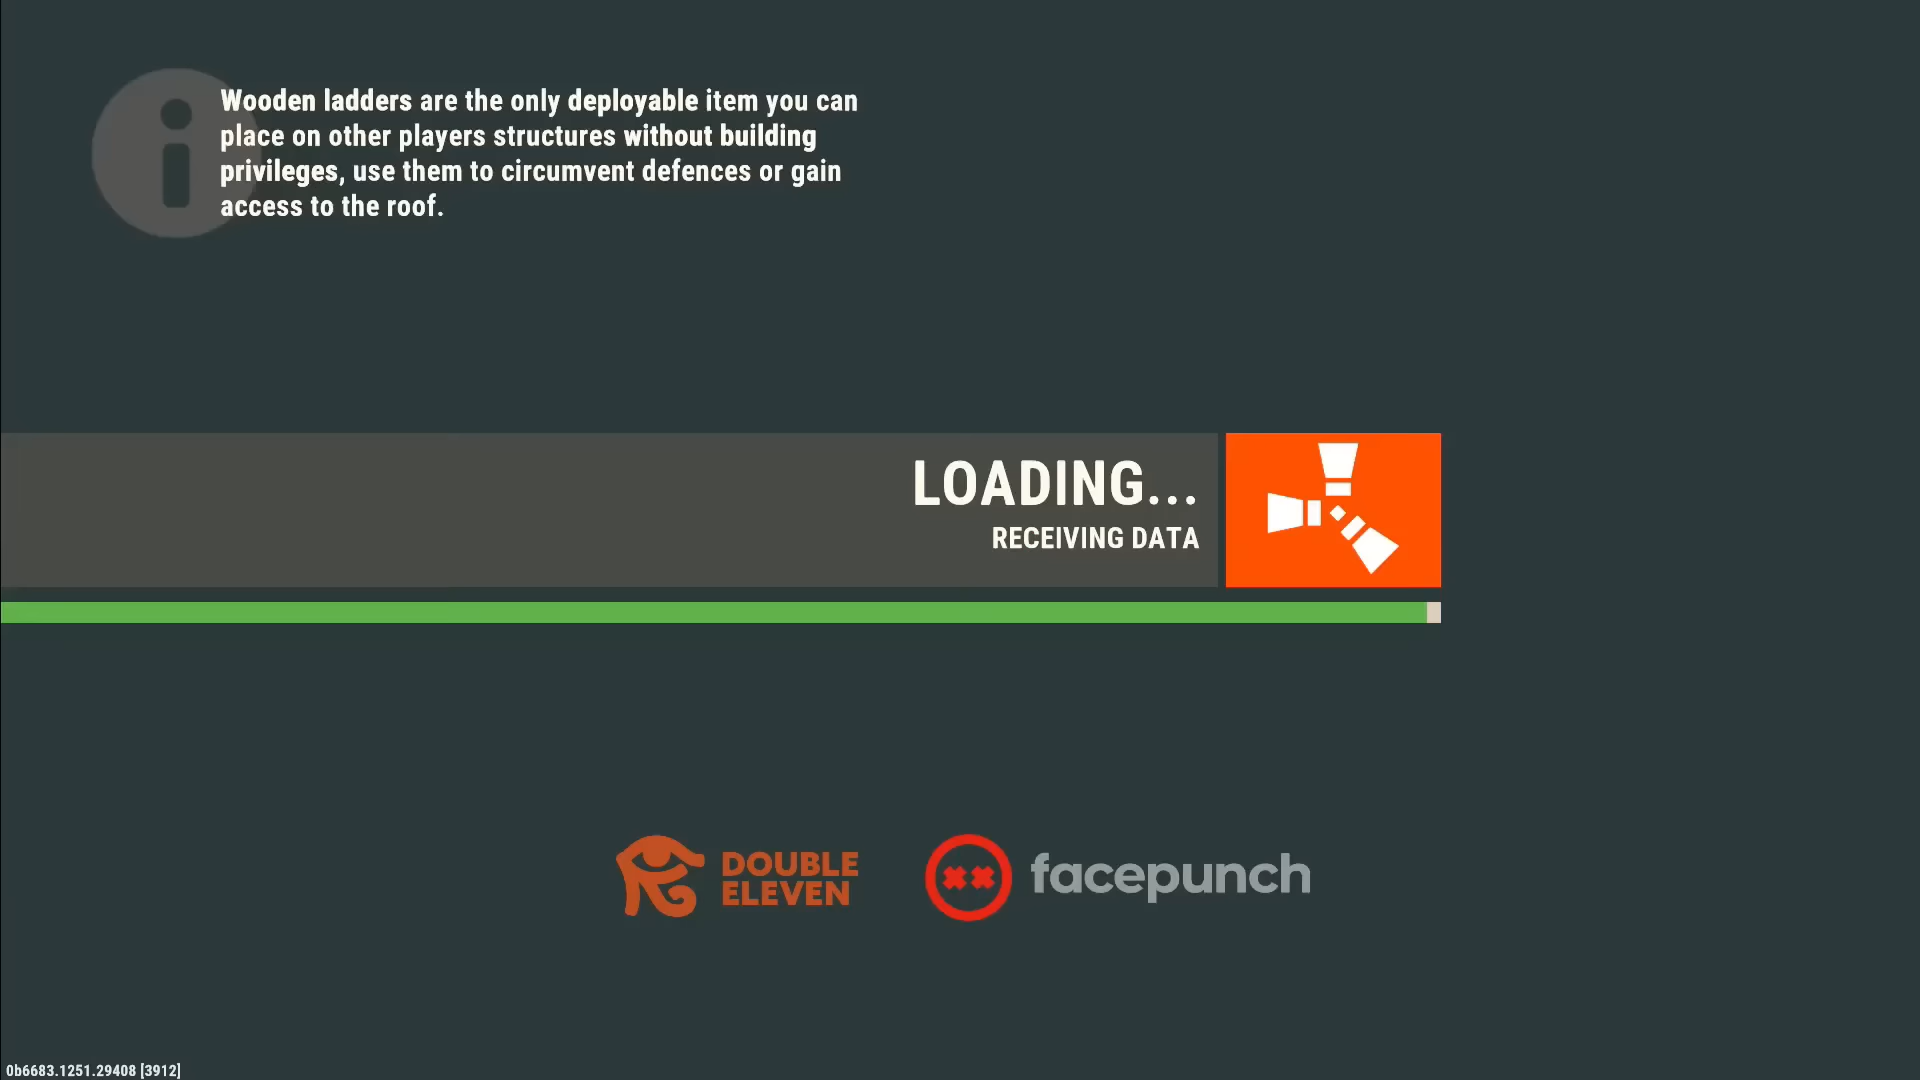 Wooden ladders are the only deployable item you can
place on other players structures without building
privileges, use them to circumvent defences or gain
access to the roof.
LOADING...
RECEIVING DATA
DOUBLE
ELEVEN
facepunch
0b6683.1251.29408 [3912]